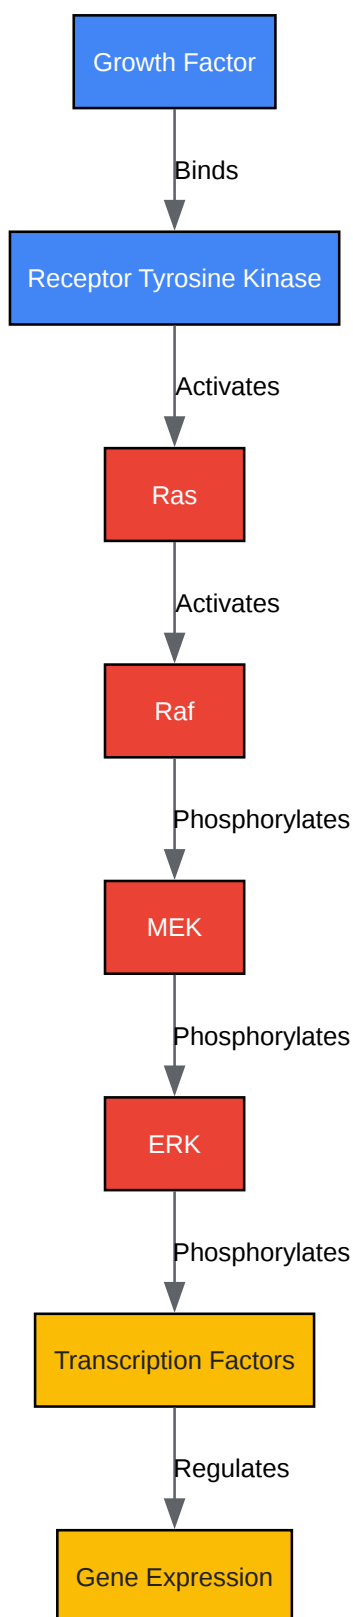 Growth Factor
Binds
Receptor Tyrosine Kinase
Activates
Ras
Activates
Raf
Phosphorylates
MEK
Phosphorylates
ERK
Phosphorylates
Transcription Factors
Regulates
Gene Expression